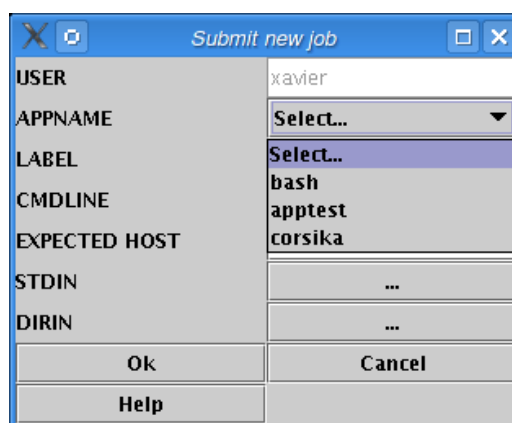 Submit new job
USER xavier
APPNAME Select...
LABEL Select...
bash
CMDLINE apptest
EXPECTED HOST corsika
STDIN ...
DIRIN ...
Ok Cancel
Help